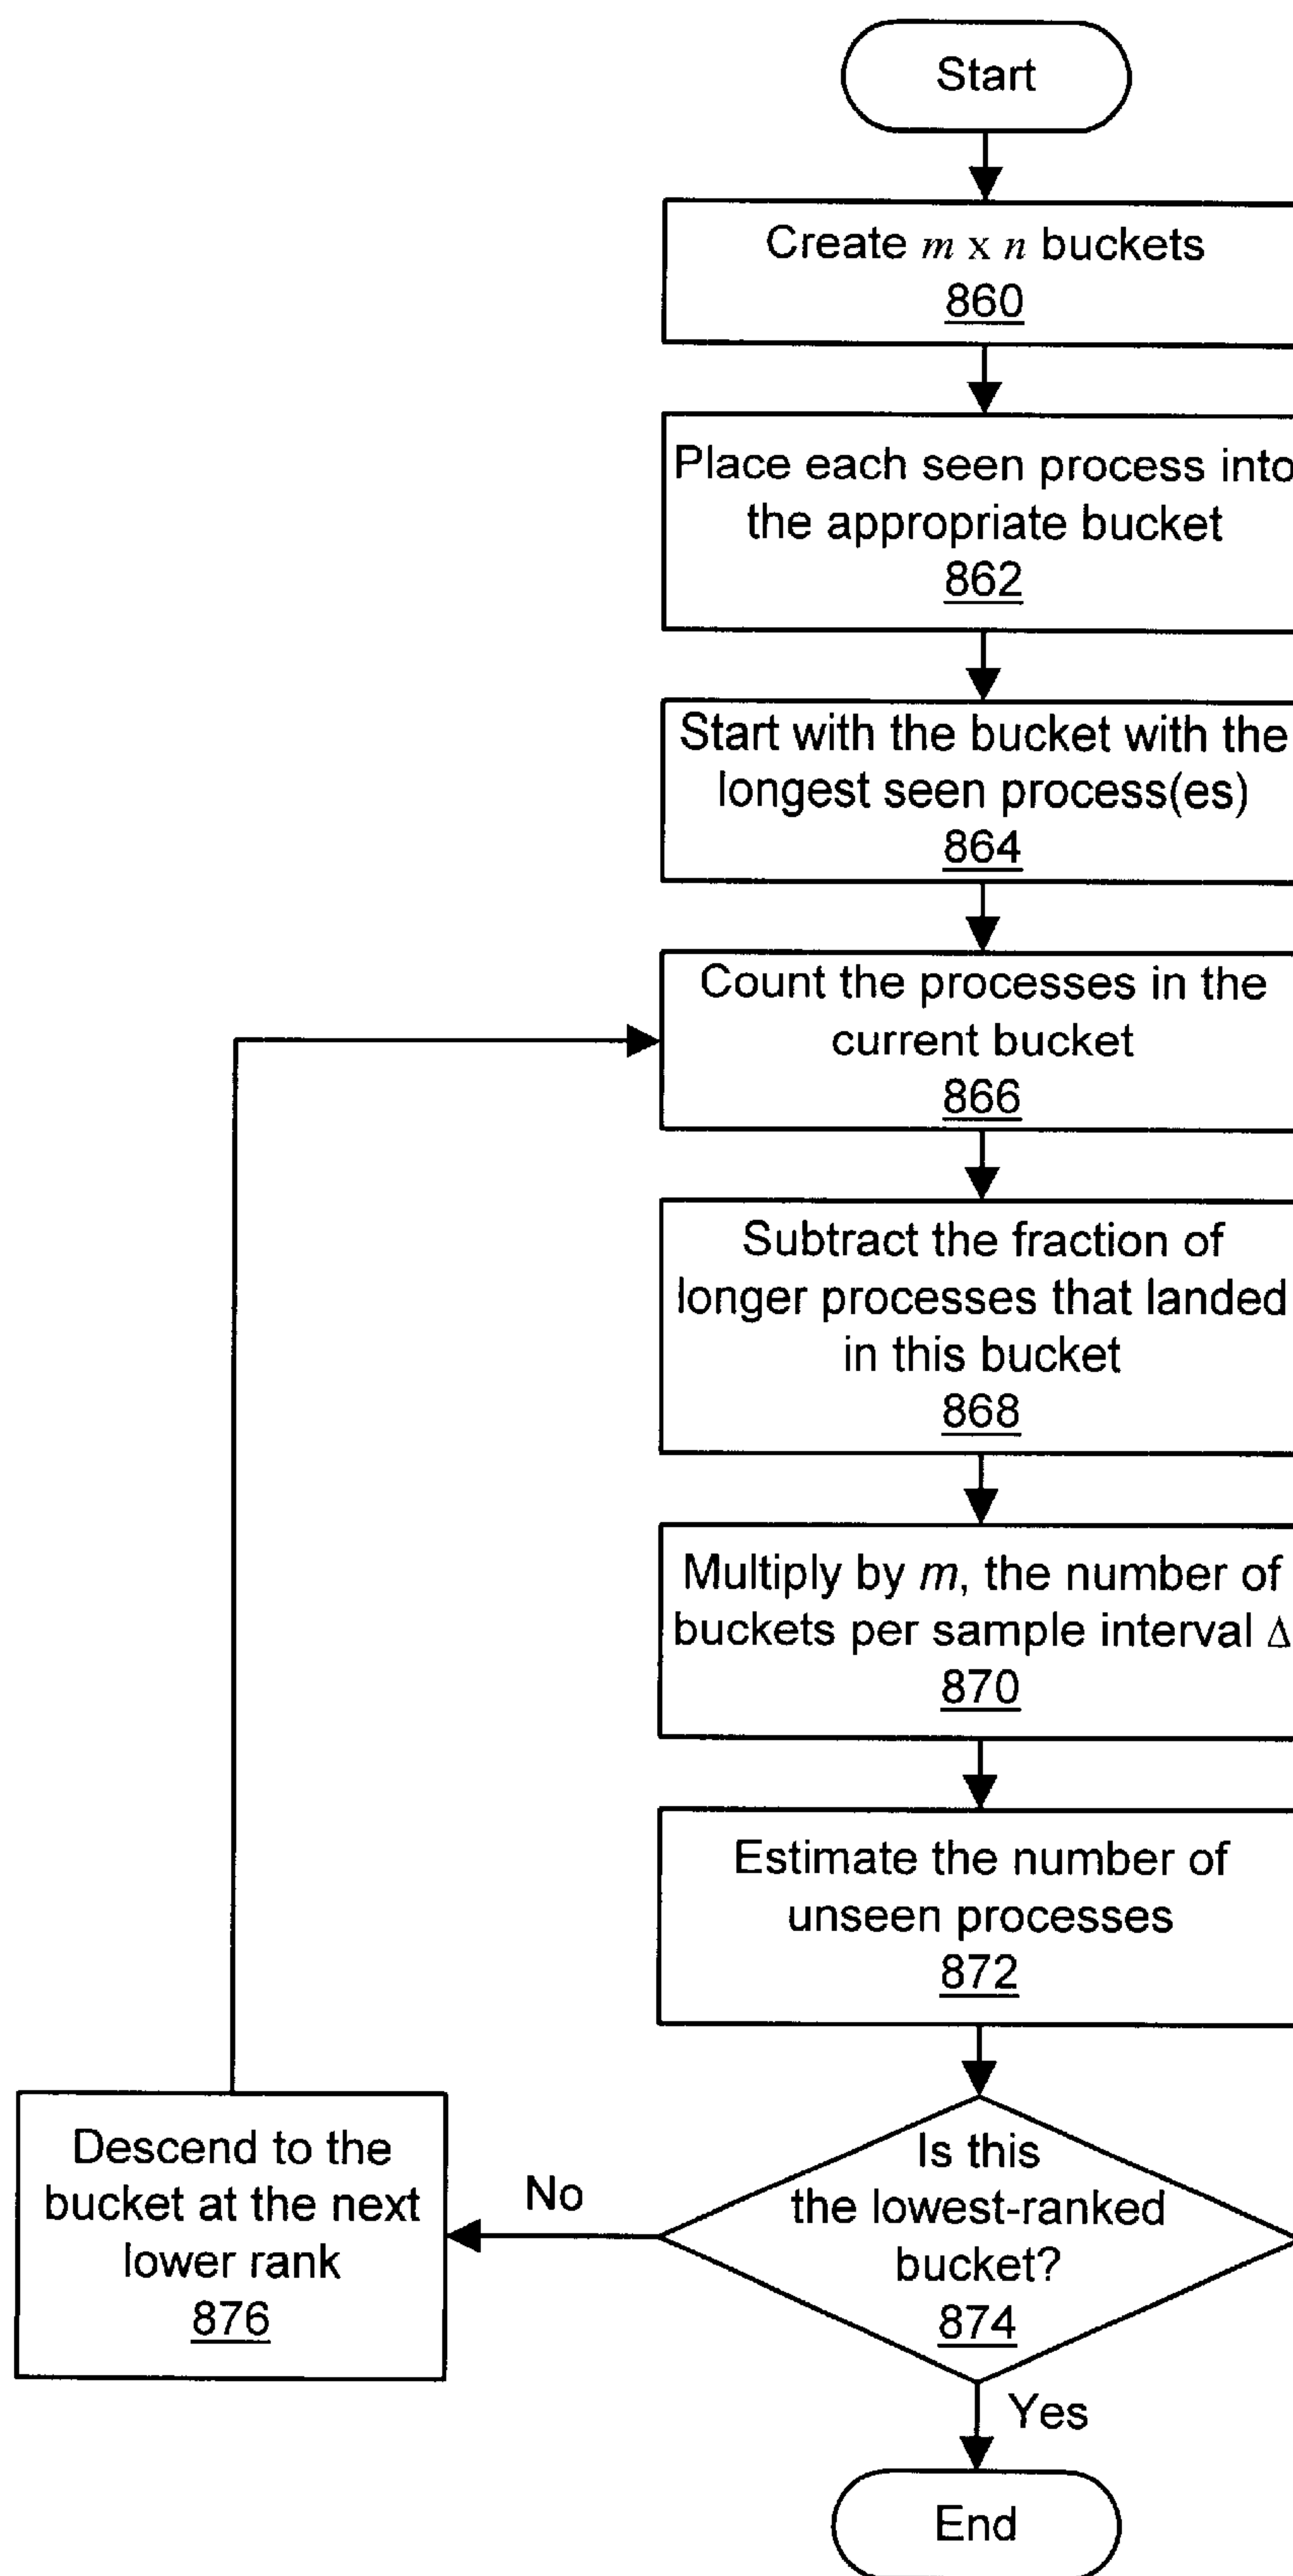 Start
Create m x n buckets
860
Place each seen process into
the appropriate bucket
862
Start with the bucket with the
longest seen process(es)
864
Count the processes in the
current bucket
866
Subtract the fraction of
longer processes that landed
in this bucket
868
Multiply by m, the number of
buckets per sample interval Δ
870
Estimate the number of
unseen processes
872
Is this
the lowest-ranked
bucket?
874
No
Descend to the
bucket at the next
lower rank
876
Yes
End